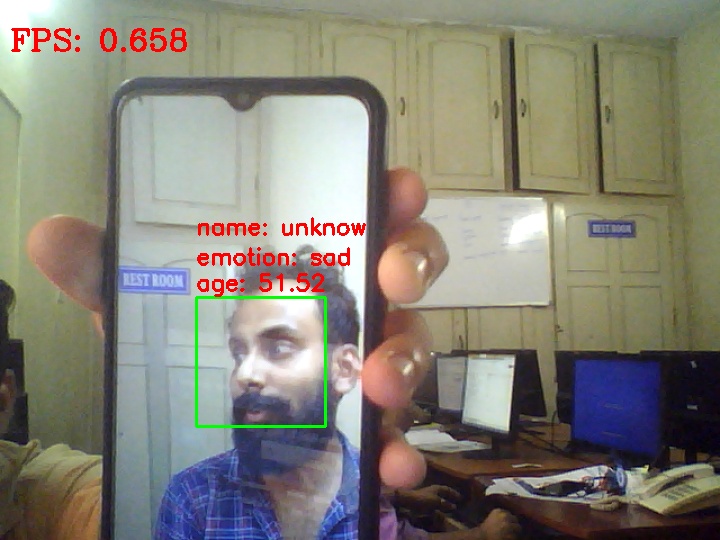 FPS: 0.658
name: unknow
emotion: sad
age: 51.52
REST ROOM
REST ROOM